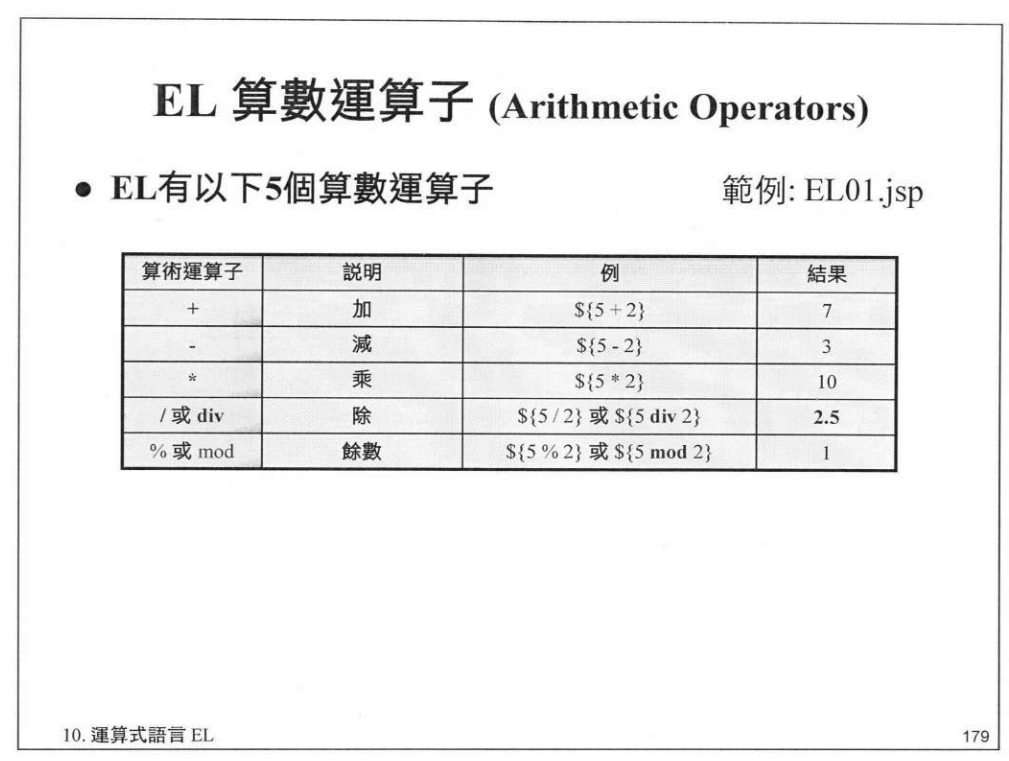 EL 算數運算子 (Arithmetic Operators)
● EL有以下5個算數運算子 範例: EL01.jsp
算術運算子 説明 例 結果
+ 加 ${5 + 2} 7
- 減 ${5 - 2} 3
* 乘 ${5 * 2} 10
/ 或 div 除 ${5 / 2} 或 ${5 div 2} 2.5
% 或 mod 餘數 ${5 % 2} 或 ${5 mod 2} 1
10. 運算式語言 EL 179